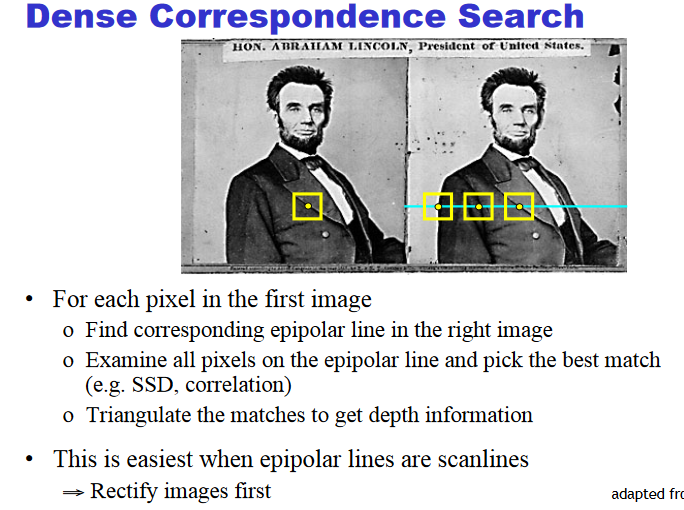 Dense Correspondence Search
HON. ABRAHAM LINCOLN, President of United States.
• For each pixel in the first image
o Find corresponding epipolar line in the right image
o Examine all pixels on the epipolar line and pick the best match
(e.g. SSD, correlation)
o Triangulate the matches to get depth information
• This is easiest when epipolar lines are scanlines
⇒ Rectify images first
adapted fro